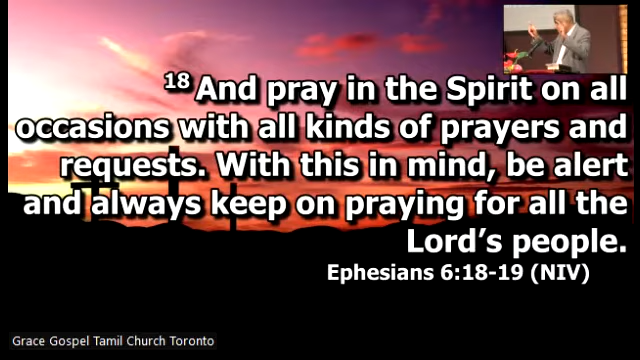 18 And pray in the Spirit on all
occasions with all kinds of prayers and
requests. With this in mind, be alert
and always keep on praying for all the
Lord’s people.
Ephesians 6:18-19 (NIV)
Grace Gospel Tamil Church Toronto